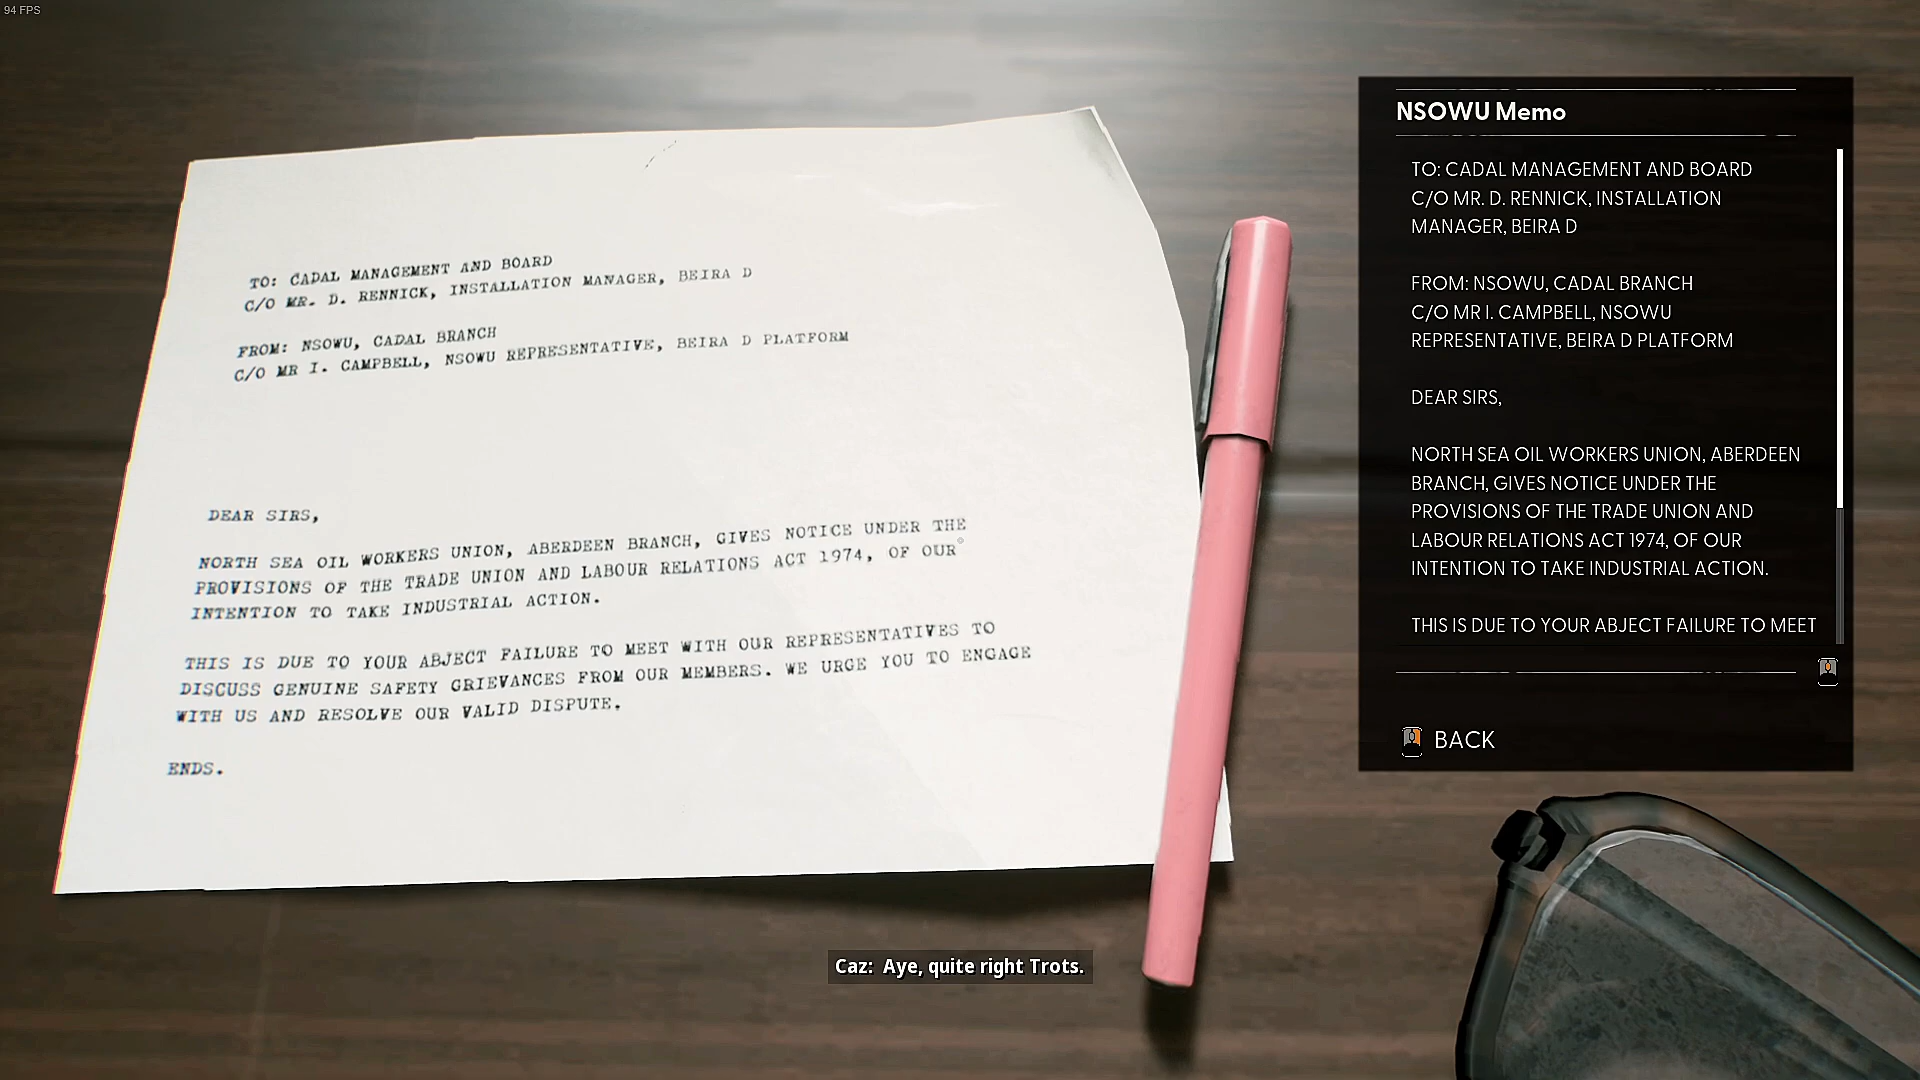 94 FPS
TO: CADAL MANAGEMENT AND BOARD
C/O MR. D. RENNICK, INSTALLATION MANAGER, BEIRA D
FROM: NSOWU, CADAL BRANCH
C/O MR I. CAMPBELL, NSOWU REPRESENTATIVE, BEIRA D PLATFORM
DEAR SIRS,
NORTH SEA OIL WORKERS UNION, ABERDEEN BRANCH, GIVES NOTICE UNDER THE
PROVISIONS OF THE TRADE UNION AND LABOUR RELATIONS ACT 1974, OF OUR
INTENTION TO TAKE INDUSTRIAL ACTION.
THIS IS DUE TO YOUR ABJECT FAILURE TO MEET WITH OUR REPRESENTATIVES TO
DISCUSS GENUINE SAFETY GRIEVANCES FROM OUR MEMBERS. WE URGE YOU TO ENGAGE
WITH US AND RESOLVE OUR VALID DISPUTE.
ENDS.
NSOWU Memo
TO: CADAL MANAGEMENT AND BOARD
C/O MR. D. RENNICK, INSTALLATION
MANAGER, BEIRA D
FROM: NSOWU, CADAL BRANCH
C/O MR I. CAMPBELL, NSOWU
REPRESENTATIVE, BEIRA D PLATFORM
DEAR SIRS,
NORTH SEA OIL WORKERS UNION, ABERDEEN
BRANCH, GIVES NOTICE UNDER THE
PROVISIONS OF THE TRADE UNION AND
LABOUR RELATIONS ACT 1974, OF OUR
INTENTION TO TAKE INDUSTRIAL ACTION.
THIS IS DUE TO YOUR ABJECT FAILURE TO MEET
BACK
Caz: Aye, quite right Trots.